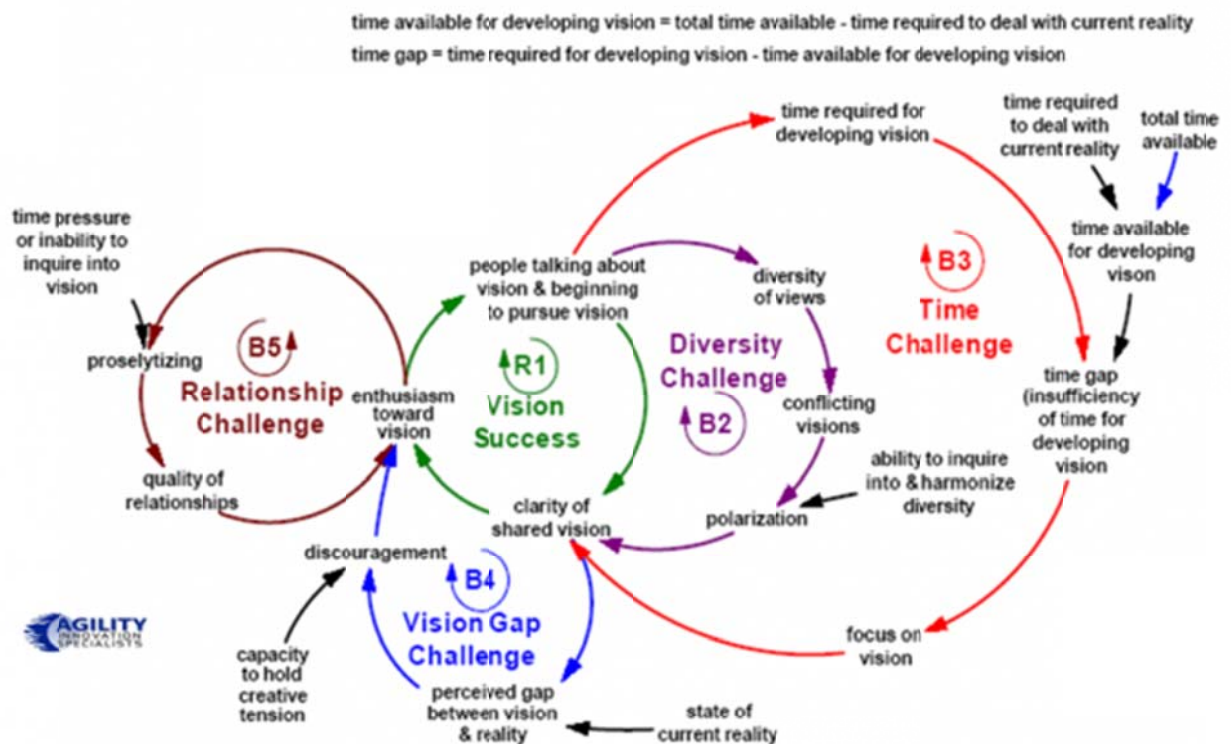 time available for developing vision = total time available - time required to deal with current reality
time gap = time required for developing vision - time available for developing vision
time required for
developing vision
time required
to deal with
current reality
total time
available
time pressure
or inability to
inquire into
vision
time available
for developing
vison
people talking about
vision & beginning
to pursue vision
diversity
of views
B3
Time
Challenge
proselytizing
B5
Relationship
Challenge
enthusiasm
toward
vision
R1
Vision
Success
Diversity
Challenge
B2
conflicting
visions
time gap
(insufficiency
of time for
developing
vision
quality of
relationships
clarity of
shared vision
polarization
ability to inquire
into & harmonize
diversity
discouragement
B4
Vision Gap
Challenge
AGILITY
INNOVATION
SPECIALISTS
capacity
to hold
creative
tension
perceived gap
between vision
& reality
state of
current reality
focus on
vision